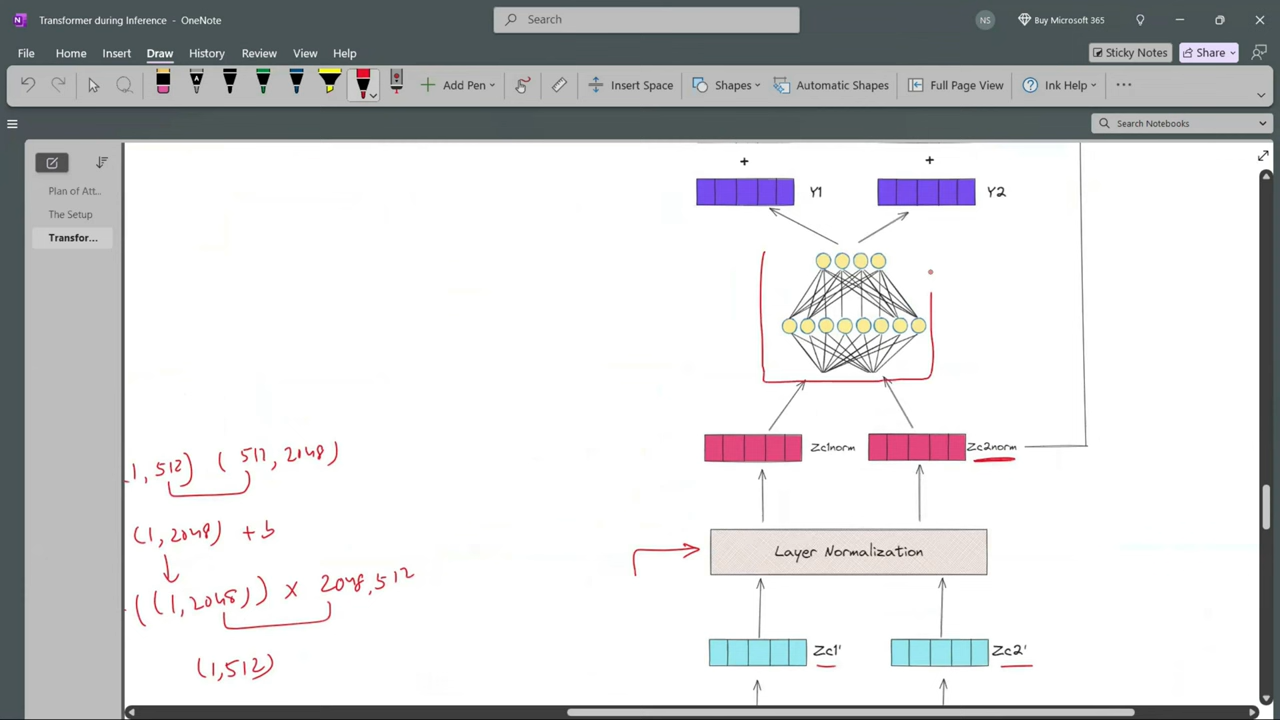 Transformer during Inference - OneNote
Search
NS
Buy Microsoft 365
File Home Insert Draw History Review View Help
Sticky Notes
Share
Add Pen
Insert Space
Shapes
Automatic Shapes
Full Page View
Ink Help
Search Notebooks
Plan of Att...
The Setup
Transfor...
+ +
Y1 Y2
Zc1norm Zc2norm
1, 512) ( 512, 2048)
(1, 2048) + b
Layer Normalization
((1, 2048)) x 2048, 512
Zc1' Zc2'
(1, 512)